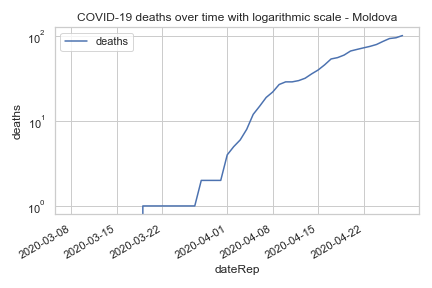 COVID-19 deaths over time with logarithmic scale - Moldova
deaths
10²
10¹
10⁰
deaths
2020-03-08
2020-03-15
2020-03-22
2020-04-01
2020-04-08
2020-04-15
2020-04-22
dateRep